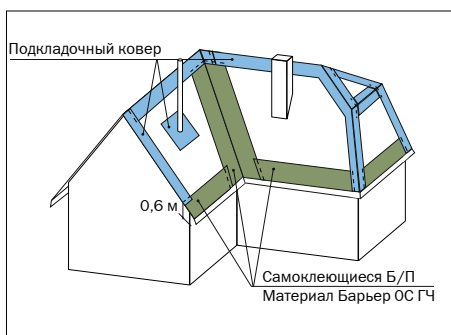 Подкладочный ковер
0,6 м
Самоклеющиеся Б/П
Материал Барьер ОС ГЧ